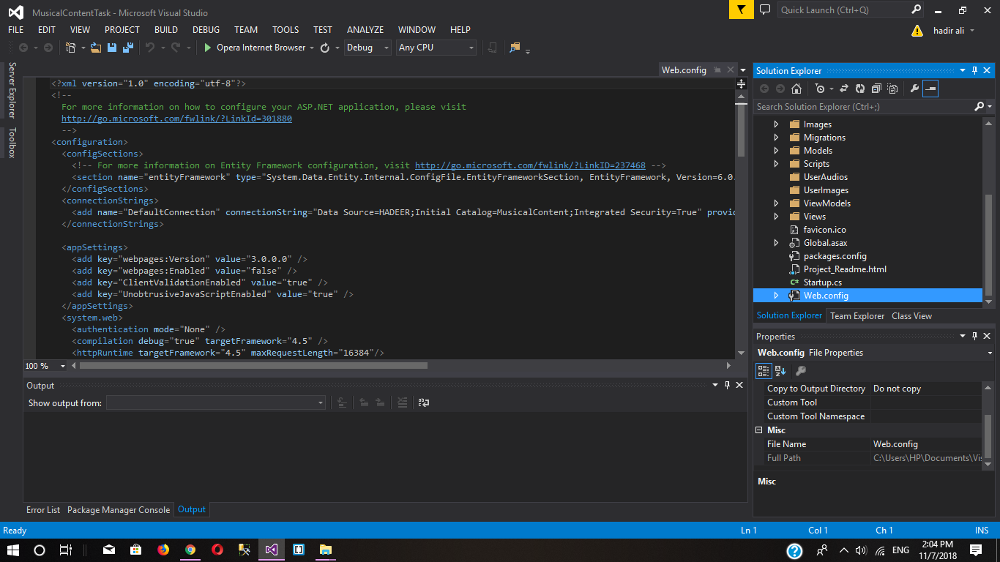 MusicalContentTask - Microsoft Visual Studio
Quick Launch (Ctrl+Q)
FILE EDIT VIEW PROJECT BUILD DEBUG TEAM TOOLS TEST ANALYZE WINDOW HELP
hadir ali
Opera Internet Browser
Debug
Any CPU
Server Explorer
Toolbox
Web.config
<?xml version="1.0" encoding="utf-8"?>
<!--
For more information on how to configure your ASP.NET application, please visit
http://go.microsoft.com/fwlink/?LinkId=301880
-->
<configuration>
<configSections>
<!-- For more information on Entity Framework configuration, visit http://go.microsoft.com/fwlink/?LinkID=237468 -->
<section name="entityFramework" type="System.Data.Entity.Internal.ConfigFile.EntityFrameworkSection, EntityFramework, Version=6.0.
</configSections>
<connectionStrings>
<add name="DefaultConnection" connectionString="Data Source=HADEER;Initial Catalog=MusicalContent;Integrated Security=True" provid
</connectionStrings>
<appSettings>
<add key="webpages:Version" value="3.0.0.0" />
<add key="webpages:Enabled" value="false" />
<add key="ClientValidationEnabled" value="true" />
<add key="UnobtrusiveJavaScriptEnabled" value="true" />
</appSettings>
<system.web>
<authentication mode="None" />
<compilation debug="true" targetFramework="4.5" />
<httpRuntime targetFramework="4.5" maxRequestLength="16384"/>
100 %
Output
Show output from:
Error List Package Manager Console Output
Solution Explorer
Search Solution Explorer (Ctrl+;)
Images
Migrations
Models
Scripts
UserAudios
UserImages
ViewModels
Views
favicon.ico
Global.asax
packages.config
Project_Readme.html
Startup.cs
Web.config
Solution Explorer Team Explorer Class View
Properties
Web.config File Properties
Copy to Output Directory Do not copy
Custom Tool
Custom Tool Namespace
Misc
File Name Web.config
Full Path C:\Users\HP\Documents\Vis
Misc
Ready
Ln 1 Col 1 Ch 1 INS
ENG
2:04 PM
11/7/2018